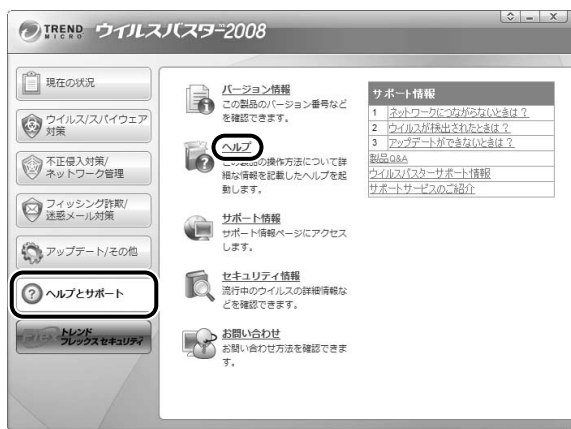 TREND MICRO ウイルスバスター™2008
現在の状況
ウイルス/スパイウェア
対策
不正侵入対策/
ネットワーク管理
フィッシング詐欺/
迷惑メール対策
アップデート/その他
ヘルプとサポート
Flex トレンド
フレックス セキュリティ
バージョン情報
この製品のバージョン番号など
を確認できます。
ヘルプ
この製品の操作方法について詳
細な情報を記載したヘルプを起
動します。
サポート情報
サポート情報ページにアクセス
します。
セキュリティ情報
流行中のウイルスの詳細情報な
どを確認できます。
お問い合わせ
お問い合わせ方法を確認できま
す。
サポート情報
1 ネットワークにつながらないときは？
2 ウイルスが検出されたときは？
3 アップデートができないときは？
製品Q&A
ウイルスバスターサポート情報
サポートサービスのご紹介